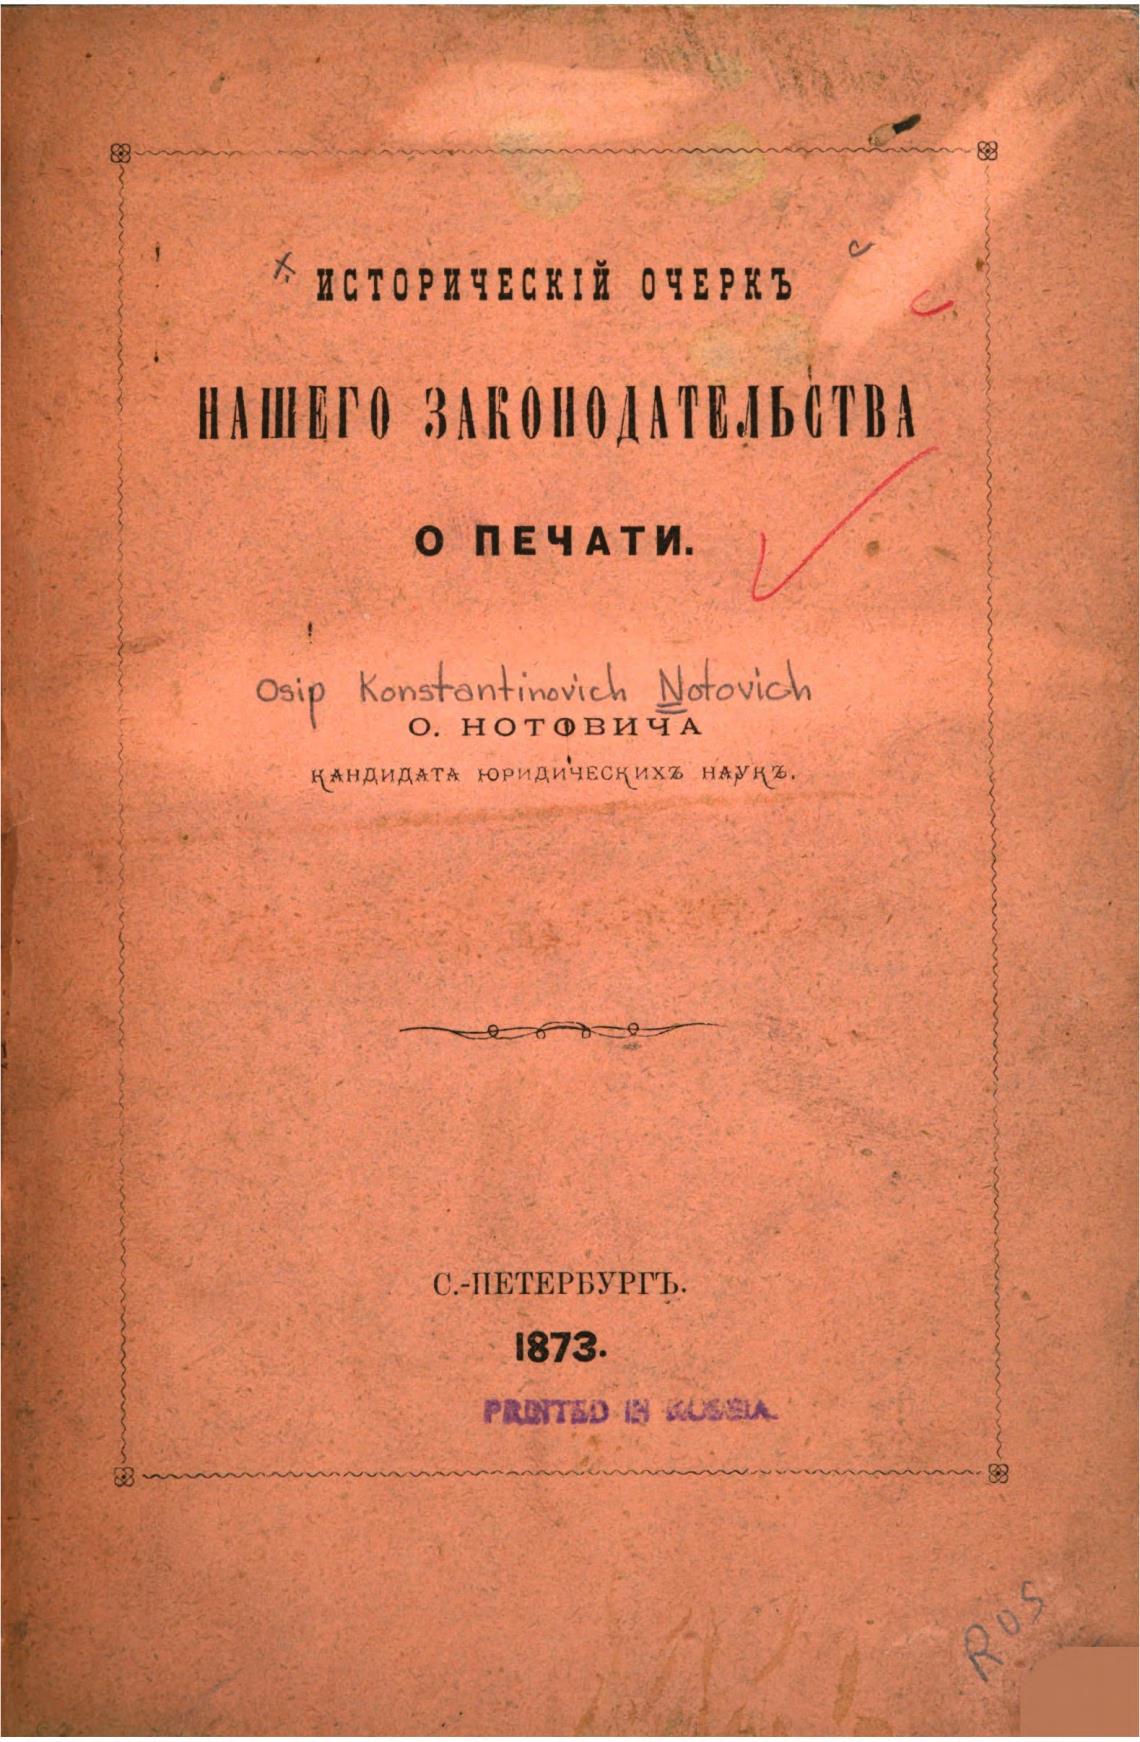 ИСТОРИЧЕСКІЙ ОЧЕРКЪ
НАШЕГО ЗАКОНОДАТЕЛЬСТВА
О ПЕЧАТИ.
Osip Konstantinovich Notovich
О. НОТОВИЧА
КАНДИДАТА ЮРИДИЧЕСКИХЪ НАУКЪ.
С.-ПЕТЕРБУРГЪ.
1873.
PRINTED IN RUSSIA
ROS